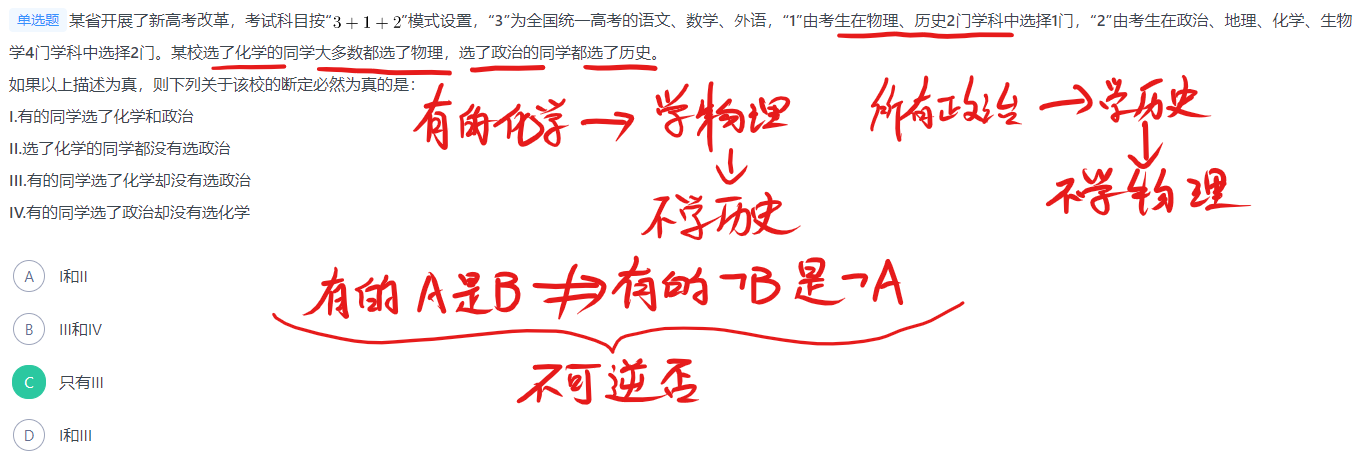 单选题 某省开展了新高考改革，考试科目按“3+1+2”模式设置，“3”为全国统一高考的语文、数学、外语，“1”由考生在物理、历史2门学科中选择1门，“2”由考生在政治、地理、化学、生物
学4门学科中选择2门。某校选了化学的同学大多数都选了物理，选了政治的同学都选了历史。
如果以上描述为真，则下列关于该校的断定必然为真的是：
I.有的同学选了化学和政治
II.选了化学的同学都没有选政治
III.有的同学选了化学却没有选政治
IV.有的同学选了政治却没有选化学
有的化学→学物理
↓
不学历史
所有政治→学历史
↓
不学物理
A I和II
B III和IV
C 只有III
D I和III
有的A是B⇏有的¬B是¬A
不可逆否